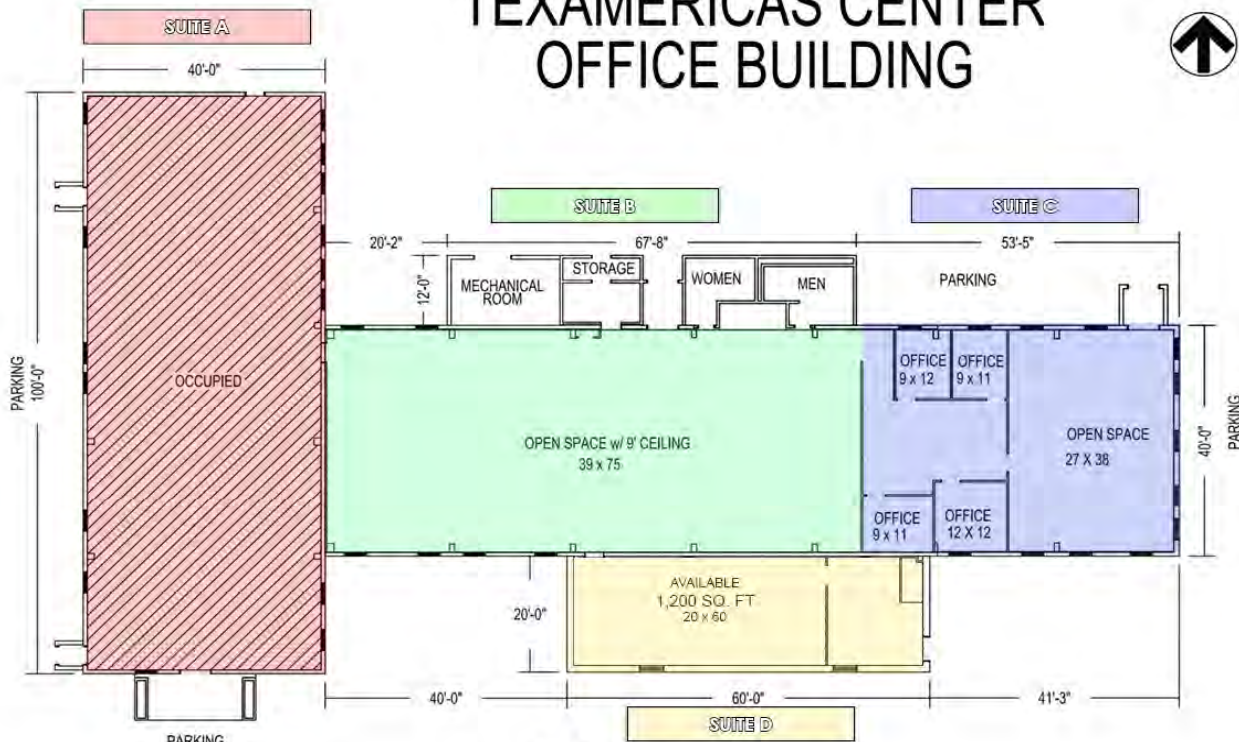 TEXAMERICAS CENTER
OFFICE BUILDING
SUITE A
40'-0"
SUITE B
SUITE C
20'-2"
67'-8"
53'-5"
12'-0"
MECHANICAL
ROOM
STORAGE
WOMEN
MEN
PARKING
PARKING
100'-0"
OCCUPIED
OPEN SPACE w/ 9' CEILING
39 x 75
OFFICE
9 x 12
OFFICE
9 x 11
OPEN SPACE
27 X 38
40'-0"
PARKING
OFFICE
9 x 11
OFFICE
12 X 12
20'-0"
AVAILABLE
1,200 SQ. FT
20 x 60
40'-0"
60'-0"
41'-3"
SUITE D
PARKING